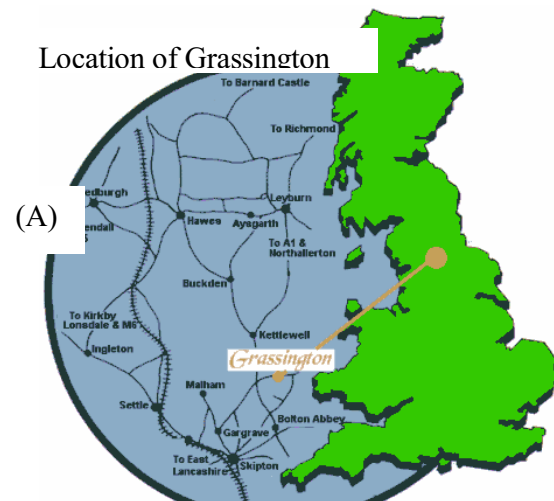 Location of Grassington
To Barnard Castle
To Richmond
edburgh
Leyburn
(A)
endall
Hawes
Aysgarth
To A1 &
Northallerton
Buckden
To Kirkby
Lonsdale & M6
Kettlewell
Ingleton
Grassington
Malham
Settle
Bolton Abbey
Gargrave
To East
Lancashire
Skipton